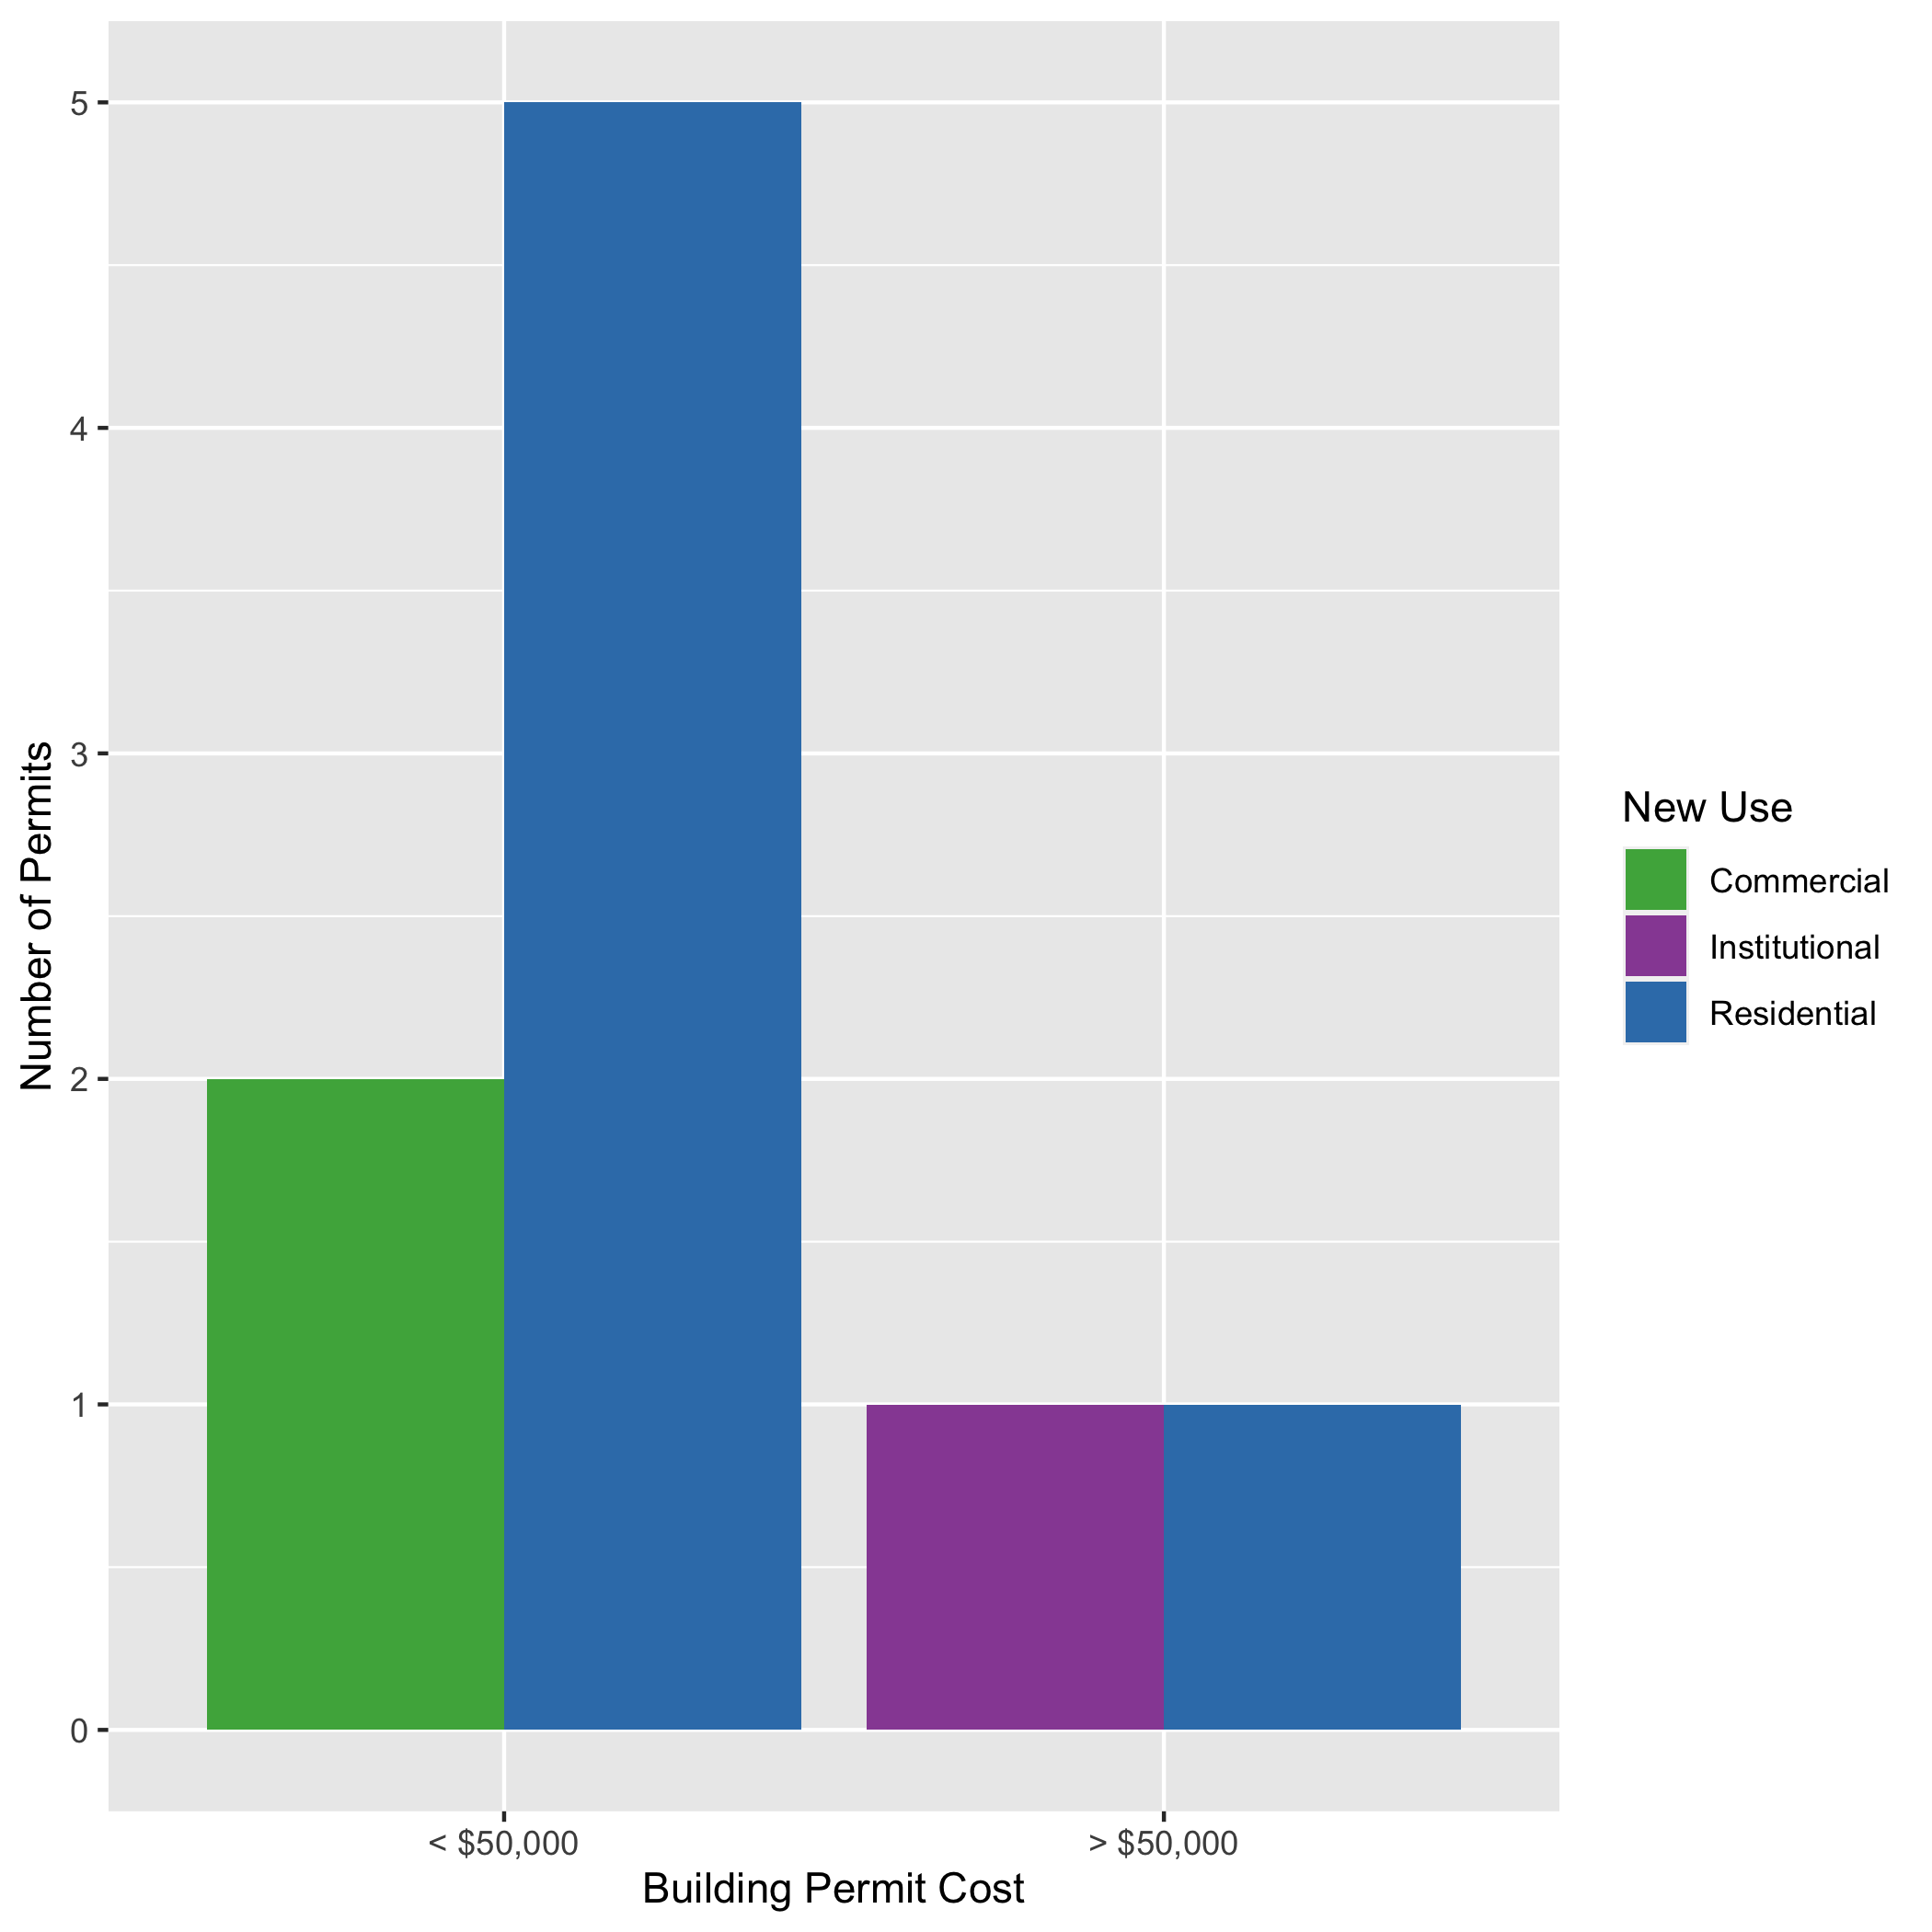 5
4
3
2
1
0
Number of Permits
< $50,000
> $50,000
Building Permit Cost
New Use
Commercial
Institutional
Residential